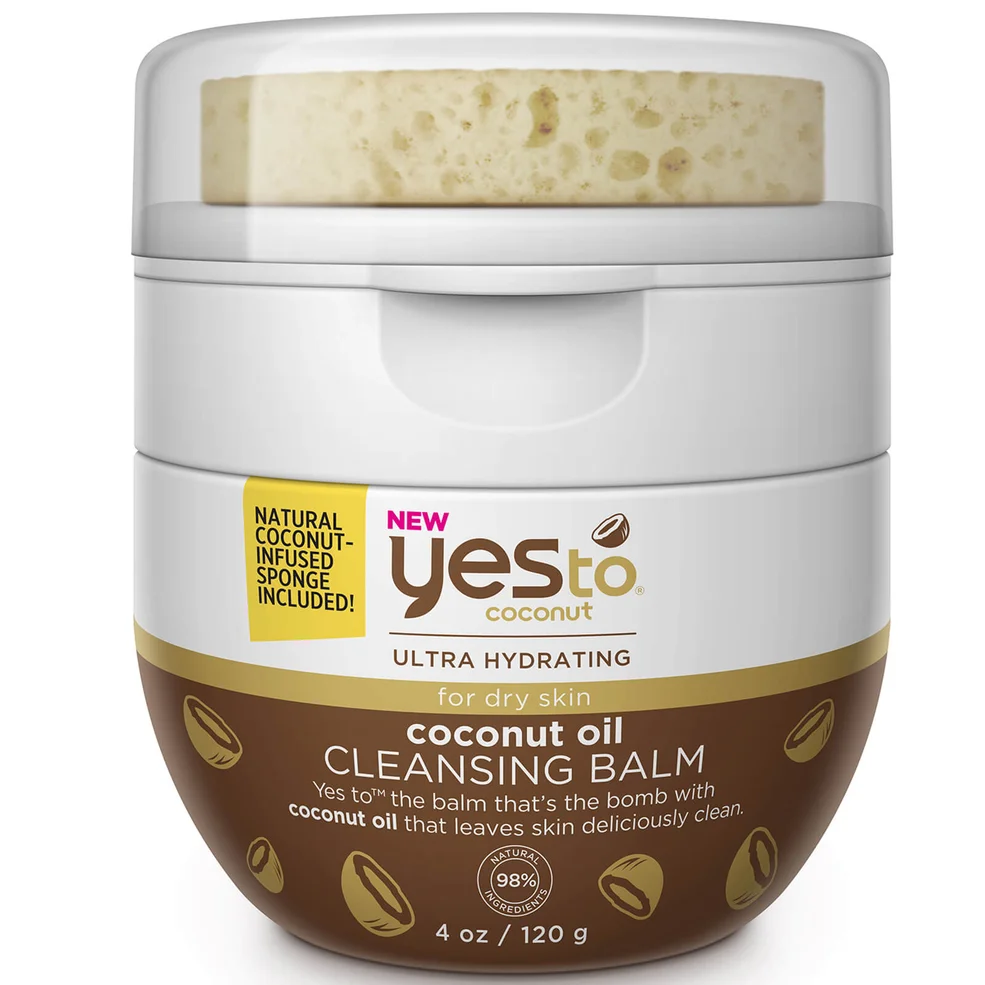 NATURAL
COCONUT-
INFUSED
SPONGE
INCLUDED!
NEW
yes to®
coconut
ULTRA HYDRATING
for dry skin
coconut oil
CLEANSING BALM
Yes to™ the balm that's the bomb with
coconut oil that leaves skin deliciously clean.
NATURAL
98%
INGREDIENTS
4 oz / 120 g